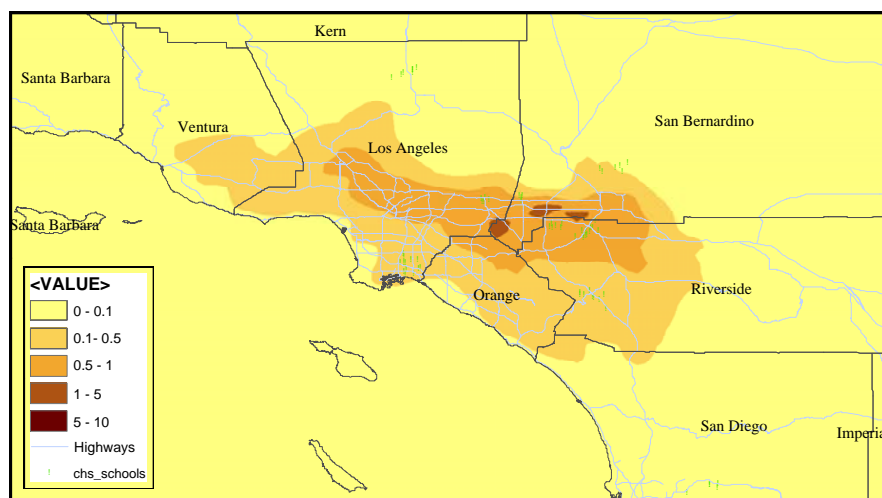 Kern
Santa Barbara
San Bernardino
Ventura
Los Angeles
Santa Barbara
<VALUE>
0 - 0.1
0.1- 0.5
0.5 - 1
1 - 5
5 - 10
Highways
chs_schools
Orange
Riverside
San Diego
Imperia